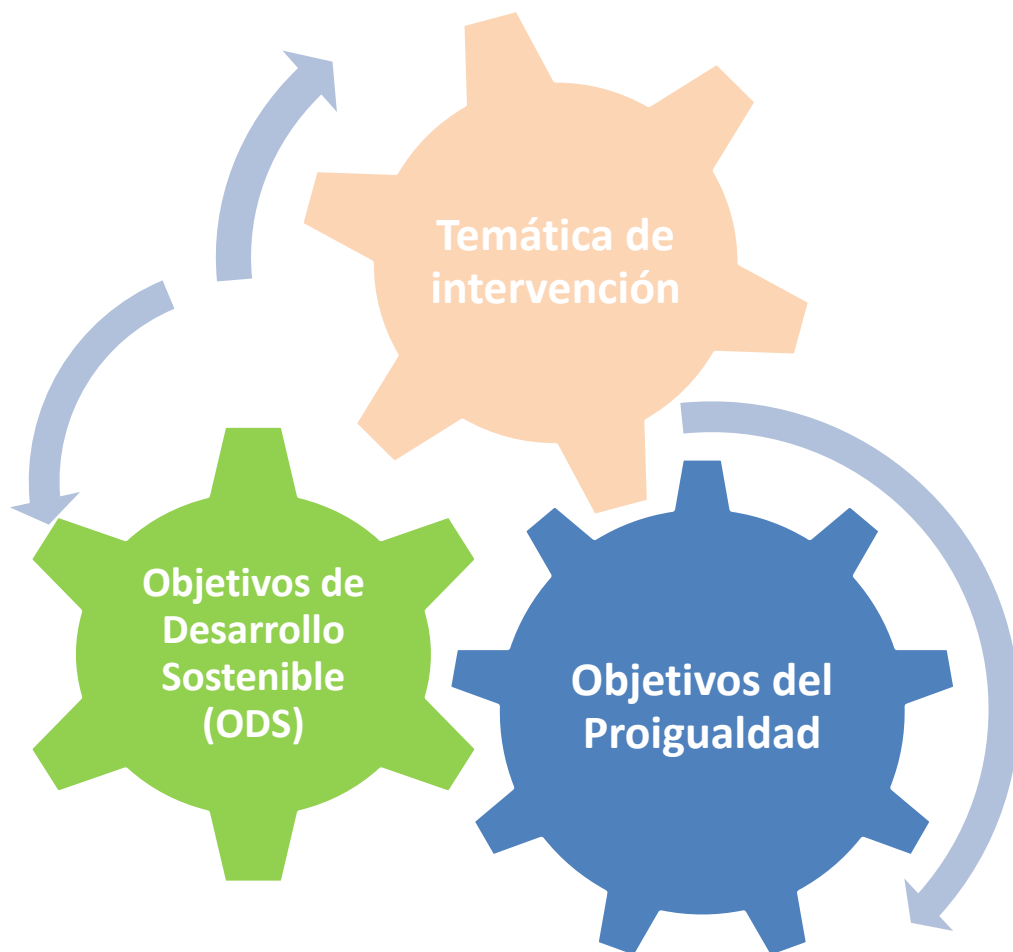 Temática de
intervención
Objetivos de
Desarrollo
Sostenible
(ODS)
Objetivos del
Proigualdad